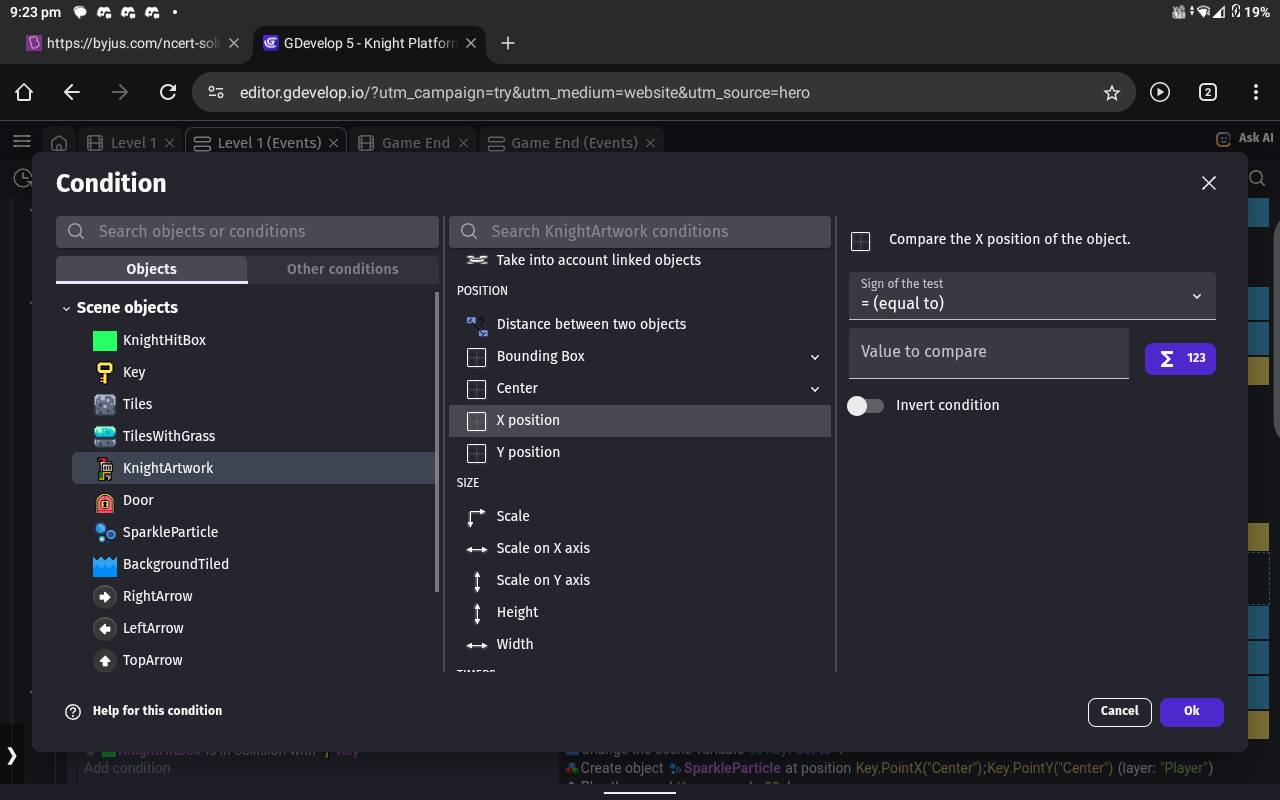 9:23 pm
19%
https://byjus.com/ncert-solu
GDevelop 5 - Knight Platform
editor.gdevelop.io/?utm_campaign=try&utm_medium=website&utm_source=hero
2
Level 1
Level 1 (Events)
Game End
Game End (Events)
Ask AI
Condition
Search objects or conditions
Objects
Other conditions
Scene objects
KnightHitBox
Key
Tiles
TilesWithGrass
KnightArtwork
Door
SparkleParticle
BackgroundTiled
RightArrow
LeftArrow
TopArrow
Search KnightArtwork conditions
Take into account linked objects
POSITION
Distance between two objects
Bounding Box
Center
X position
Y position
SIZE
Scale
Scale on X axis
Scale on Y axis
Height
Width
TIMERS
Compare the X position of the object.
Sign of the test
= (equal to)
Value to compare
123
Invert condition
Help for this condition
Cancel
Ok
KnightHitBox is in collision with Key
Add condition
Change the scene variable
Create object SparkleParticle at position Key.PointX("Center");Key.PointY("Center") (layer: "Player")